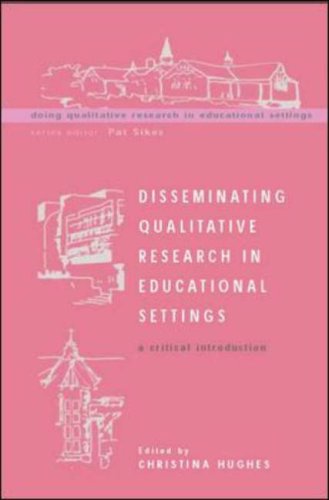 doing qualitative research in educational settings
series editor: Pat Sikes
DISSEMINATING
QUALITATIVE
RESEARCH IN
EDUCATIONAL
SETTINGS
a critical introduction
Edited by
CHRISTINA HUGHES